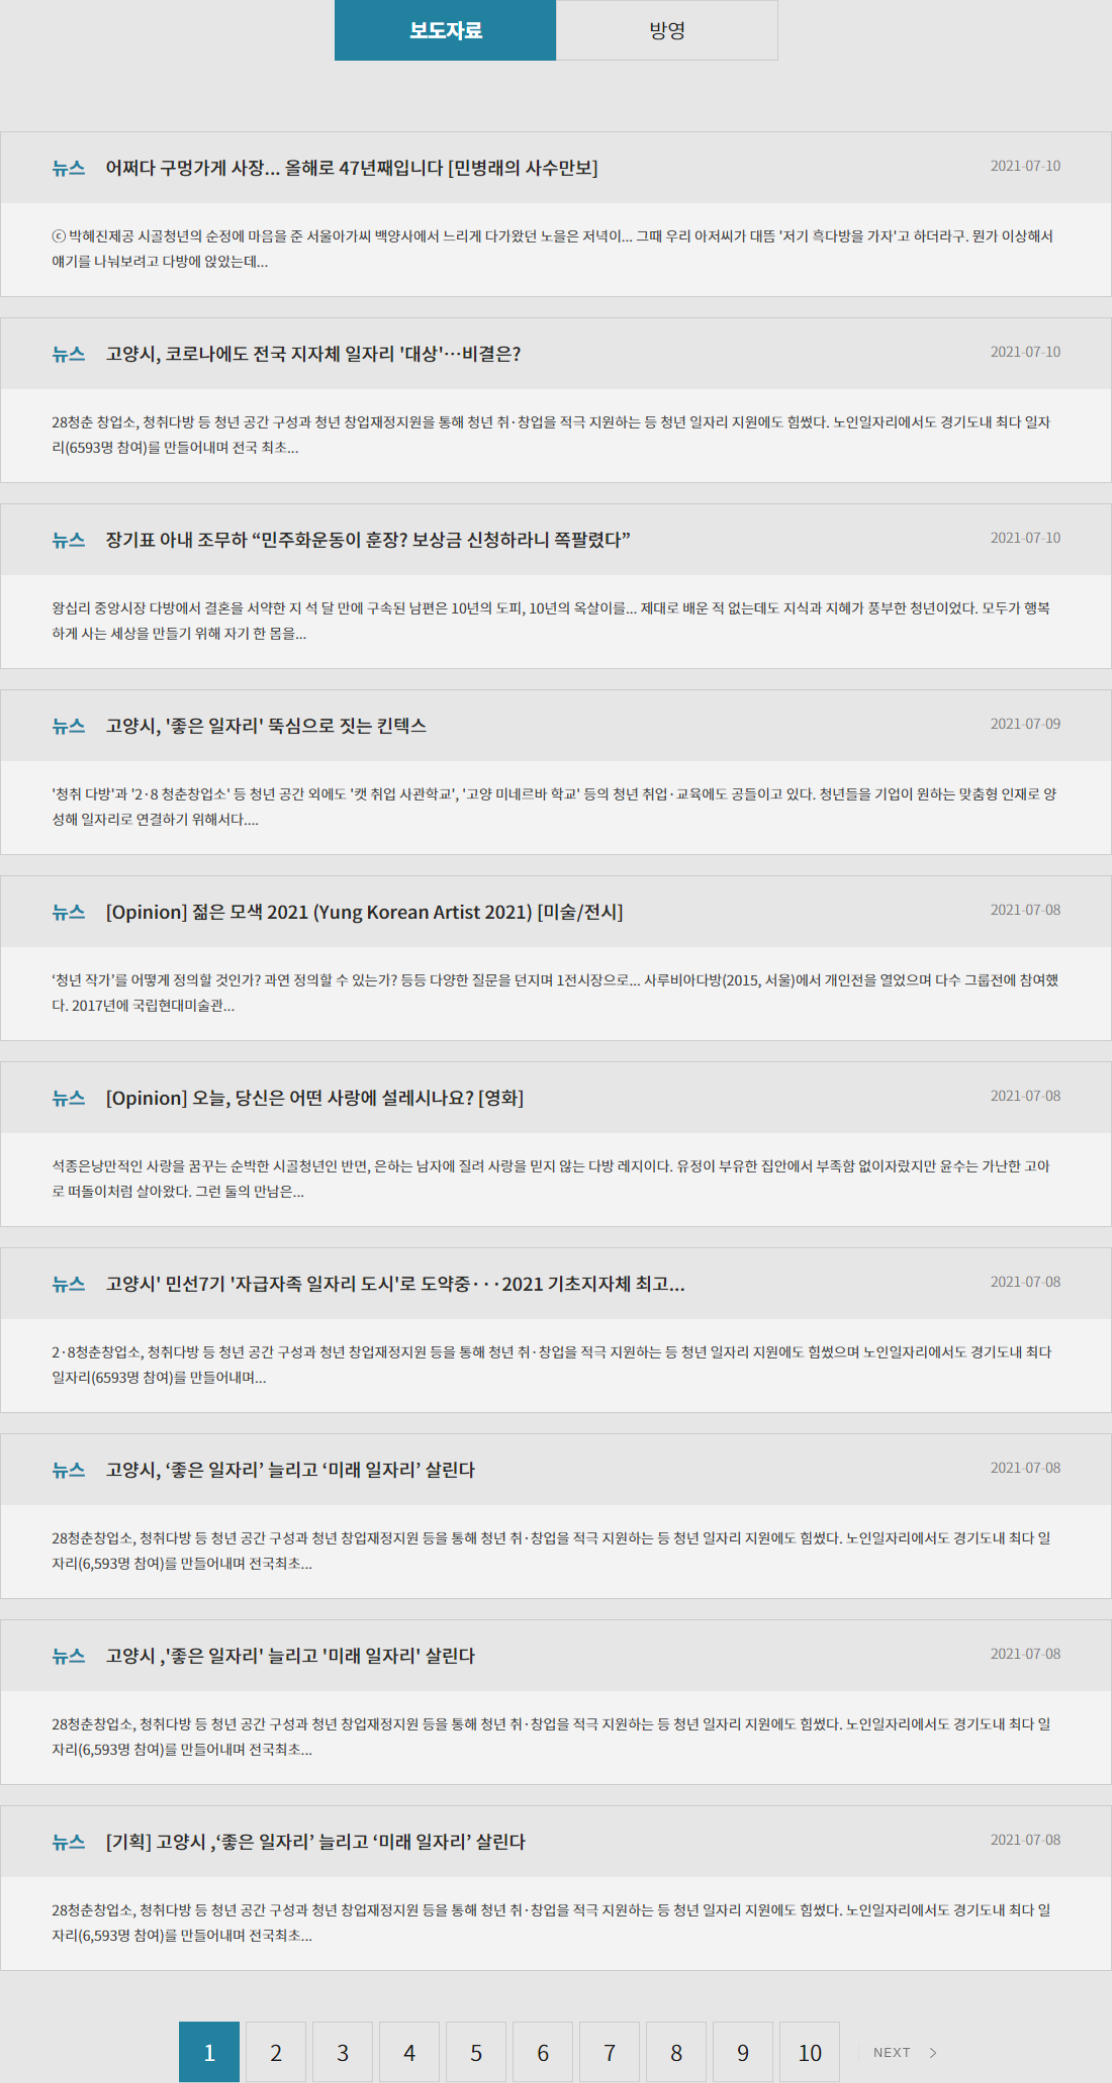 보도자료
방영
뉴스 어쩌다 구멍가게 사장... 올해로 47년째입니다 [민병래의 사수만보] 2021-07-10
ⓒ 박혜진제공 시골청년의 순정에 마음을 준 서울아가씨 백양사에서 느리게 다가왔던 노을은 저녁이... 그때 우리 아저씨가 대뜸 '저기 흑다방을 가자'고 하더라구. 뭔가 이상해서
얘기를 나눠보려고 다방에 앉았는데...
뉴스 고양시, 코로나에도 전국 지자체 일자리 '대상'…비결은? 2021-07-10
28청춘 창업소, 청취다방 등 청년 공간 구성과 청년 창업재정지원을 통해 청년 취·창업을 적극 지원하는 등 청년 일자리 지원에도 힘썼다. 노인일자리에서도 경기도내 최다 일자
리(6593명 참여)를 만들어내며 전국 최초...
뉴스 장기표 아내 조무하 “민주화운동이 훈장? 보상금 신청하라니 쪽팔렸다” 2021-07-10
왕십리 중앙시장 다방에서 결혼을 서약한 지 석 달 만에 구속된 남편은 10년의 도피, 10년의 옥살이를... 제대로 배운 적 없는데도 지식과 지혜가 풍부한 청년이었다. 모두가 행복
하게 사는 세상을 만들기 위해 자기 한 몸을...
뉴스 고양시, '좋은 일자리' 뚝심으로 짓는 킨텍스 2021-07-09
'청취 다방'과 '2·8 청춘창업소' 등 청년 공간 외에도 '캣 취업 사관학교', '고양 미네르바 학교' 등의 청년 취업·교육에도 공들이고 있다. 청년들을 기업이 원하는 맞춤형 인재로 양
성해 일자리로 연결하기 위해서다....
뉴스 [Opinion] 젊은 모색 2021 (Yung Korean Artist 2021) [미술/전시] 2021-07-08
‘청년 작가’를 어떻게 정의할 것인가? 과연 정의할 수 있는가? 등등 다양한 질문을 던지며 1전시장으로... 사루비아다방(2015, 서울)에서 개인전을 열었으며 다수 그룹전에 참여했
다. 2017년에 국립현대미술관...
뉴스 [Opinion] 오늘, 당신은 어떤 사랑에 설레시나요? [영화] 2021-07-08
석종은낭만적인 사랑을 꿈꾸는 순박한 시골청년인 반면, 은하는 남자에 질려 사랑을 믿지 않는 다방 레지이다. 유정이 부유한 집안에서 부족함 없이자랐지만 윤수는 가난한 고아
로 떠돌이처럼 살아왔다. 그런 둘의 만남은...
뉴스 고양시' 민선7기 '자급자족 일자리 도시'로 도약중···2021 기초지자체 최고... 2021-07-08
2·8청춘창업소, 청취다방 등 청년 공간 구성과 청년 창업재정지원 등을 통해 청년 취·창업을 적극 지원하는 등 청년 일자리 지원에도 힘썼으며 노인일자리에서도 경기도내 최다
일자리(6593명 참여)를 만들어내며...
뉴스 고양시, ‘좋은 일자리’ 늘리고 ‘미래 일자리’ 살린다 2021-07-08
28청춘창업소, 청취다방 등 청년 공간 구성과 청년 창업재정지원 등을 통해 청년 취·창업을 적극 지원하는 등 청년 일자리 지원에도 힘썼다. 노인일자리에서도 경기도내 최다 일
자리(6,593명 참여)를 만들어내며 전국최초...
뉴스 고양시 ,'좋은 일자리' 늘리고 '미래 일자리' 살린다 2021-07-08
28청춘창업소, 청취다방 등 청년 공간 구성과 청년 창업재정지원 등을 통해 청년 취·창업을 적극 지원하는 등 청년 일자리 지원에도 힘썼다. 노인일자리에서도 경기도내 최다 일
자리(6,593명 참여)를 만들어내며 전국최초...
뉴스 [기획] 고양시 ,‘좋은 일자리’ 늘리고 ‘미래 일자리’ 살린다 2021-07-08
28청춘창업소, 청취다방 등 청년 공간 구성과 청년 창업재정지원 등을 통해 청년 취·창업을 적극 지원하는 등 청년 일자리 지원에도 힘썼다. 노인일자리에서도 경기도내 최다 일
자리(6,593명 참여)를 만들어내며 전국최초...
1 2 3 4 5 6 7 8 9 10 NEXT >